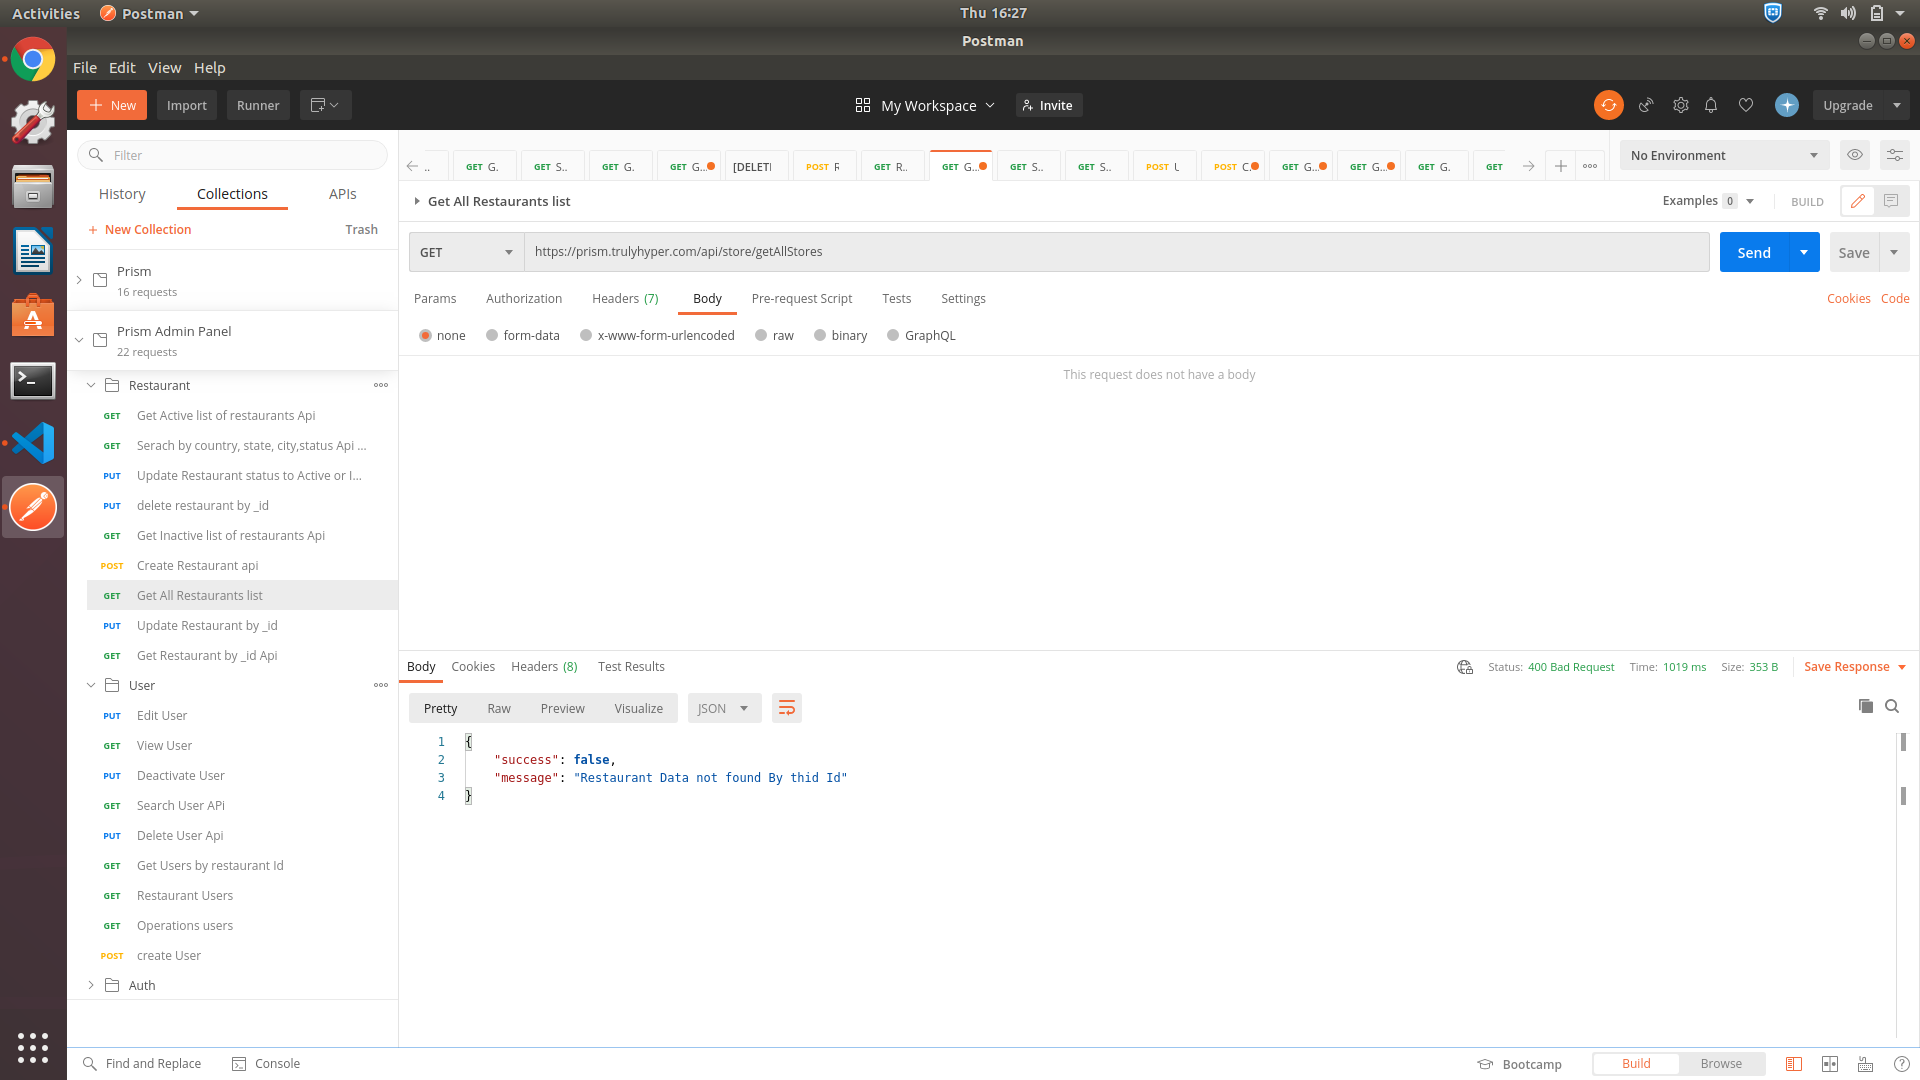 Activities Postman Thu 16:27
Postman
File Edit View Help
New Import Runner My Workspace Invite Upgrade
Filter
History Collections APIs
+ New Collection Trash
Prism
16 requests
Prism Admin Panel
22 requests
Restaurant
GET Get Active list of restaurants Api
GET Serach by country, state, city,status Api ...
PUT Update Restaurant status to Active or I...
PUT delete restaurant by _id
GET Get Inactive list of restaurants Api
POST Create Restaurant api
GET Get All Restaurants list
PUT Update Restaurant by _id
GET Get Restaurant by _id Api
User
PUT Edit User
GET View User
PUT Deactivate User
GET Search User APi
PUT Delete User Api
GET Get Users by restaurant Id
GET Restaurant Users
GET Operations users
POST create User
Auth
.. GET G. GET S.. GET G. GET G... [DELETI POST R GET R.. GET G... GET S.. GET S.. POST U POST C. GET G... GET G... GET G. GET
No Environment
Get All Restaurants list Examples 0 BUILD
GET https://prism.trulyhyper.com/api/store/getAllStores Send Save
Params Authorization Headers (7) Body Pre-request Script Tests Settings Cookies Code
none form-data x-www-form-urlencoded raw binary GraphQL
This request does not have a body
Body Cookies Headers (8) Test Results Status: 400 Bad Request Time: 1019 ms Size: 353 B Save Response
Pretty Raw Preview Visualize JSON
1 {
2 "success": false,
3 "message": "Restaurant Data not found By thid Id"
4 }
Find and Replace Console Bootcamp Build Browse